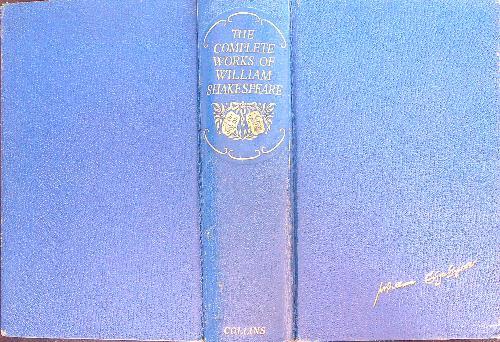 THE
COMPLETE
WORKS OF
WILLIAM
SHAKESPEARE
COLLINS